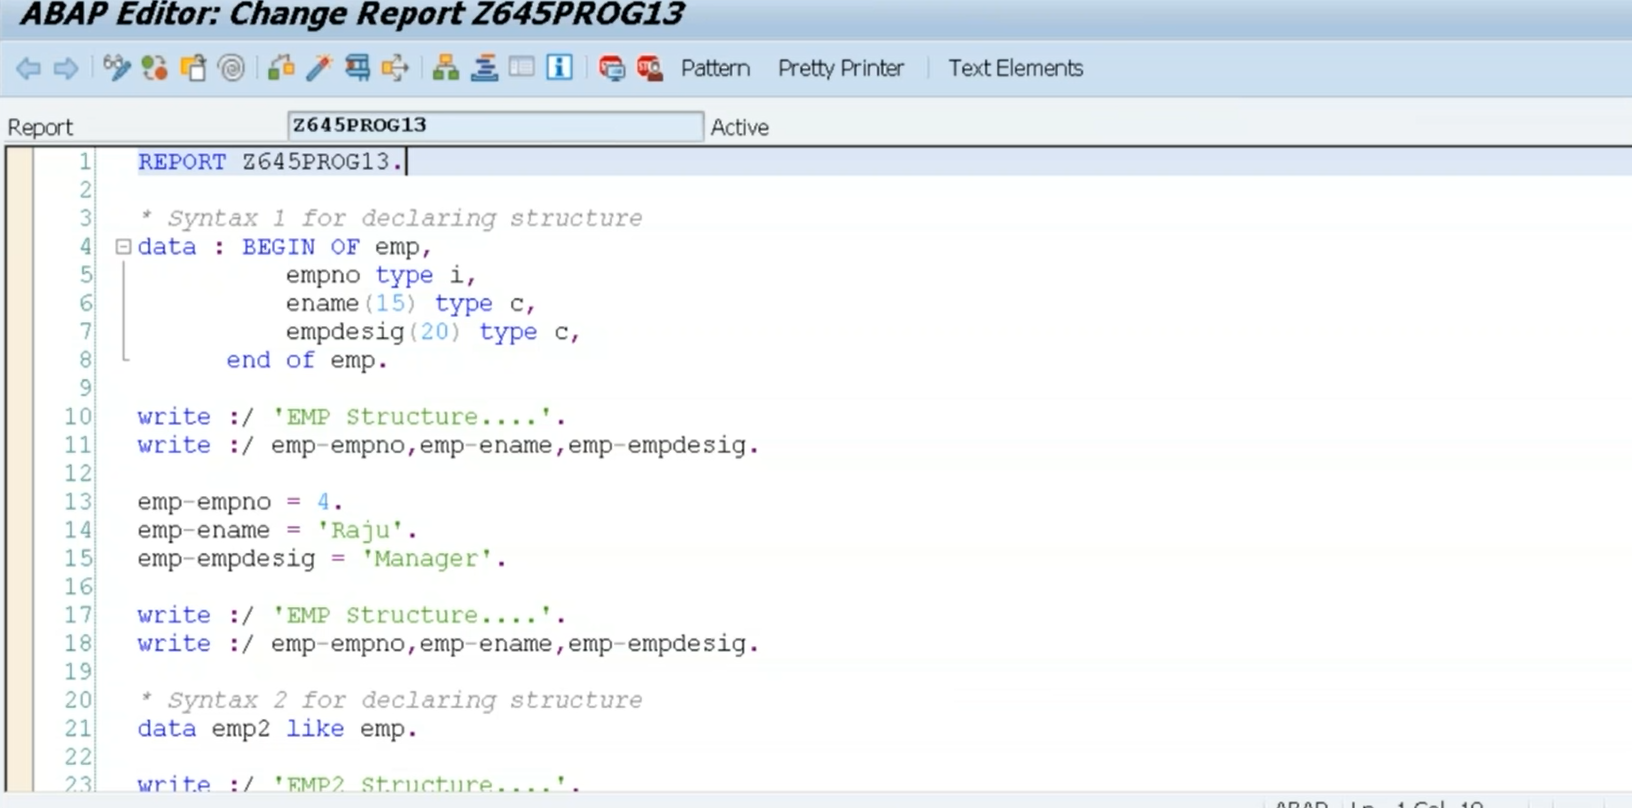 ABAP Editor: Change Report Z645PROG13
Pattern Pretty Printer Text Elements
Report Z645PROG13 Active
1 REPORT Z645PROG13.
2
3 * Syntax 1 for declaring structure
4 data : BEGIN OF emp,
5 empno type i,
6 ename(15) type c,
7 empdesig(20) type c,
8 end of emp.
9
10 write :/ 'EMP Structure....'.
11 write :/ emp-empno,emp-ename,emp-empdesig.
12
13 emp-empno = 4.
14 emp-ename = 'Raju'.
15 emp-empdesig = 'Manager'.
16
17 write :/ 'EMP Structure....'.
18 write :/ emp-empno,emp-ename,emp-empdesig.
19
20 * Syntax 2 for declaring structure
21 data emp2 like emp.
22
23 write :/ 'EMP2 Structure....'.